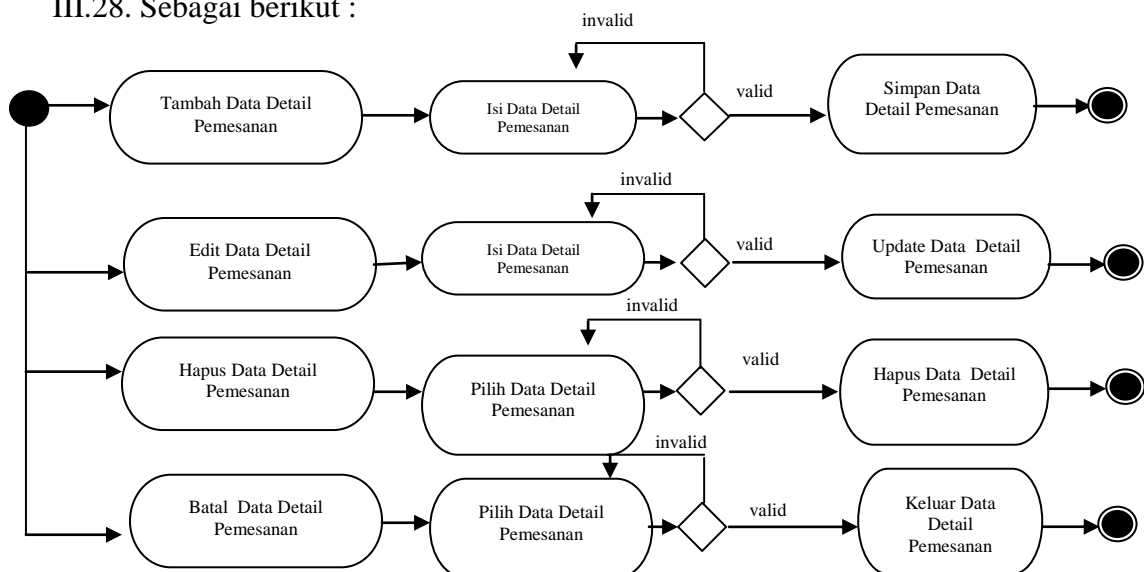 III.28. Sebagai berikut :
invalid
Tambah Data Detail
Pemesanan
Isi Data Detail
Pemesanan
valid
Simpan Data
Detail Pemesanan
invalid
Edit Data Detail
Pemesanan
Isi Data Detail
Pemesanan
valid
Update Data Detail
Pemesanan
invalid
Hapus Data Detail
Pemesanan
Pilih Data Detail
Pemesanan
valid
Hapus Data Detail
Pemesanan
invalid
Batal Data Detail
Pemesanan
Pilih Data Detail
Pemesanan
valid
Keluar Data
Detail
Pemesanan